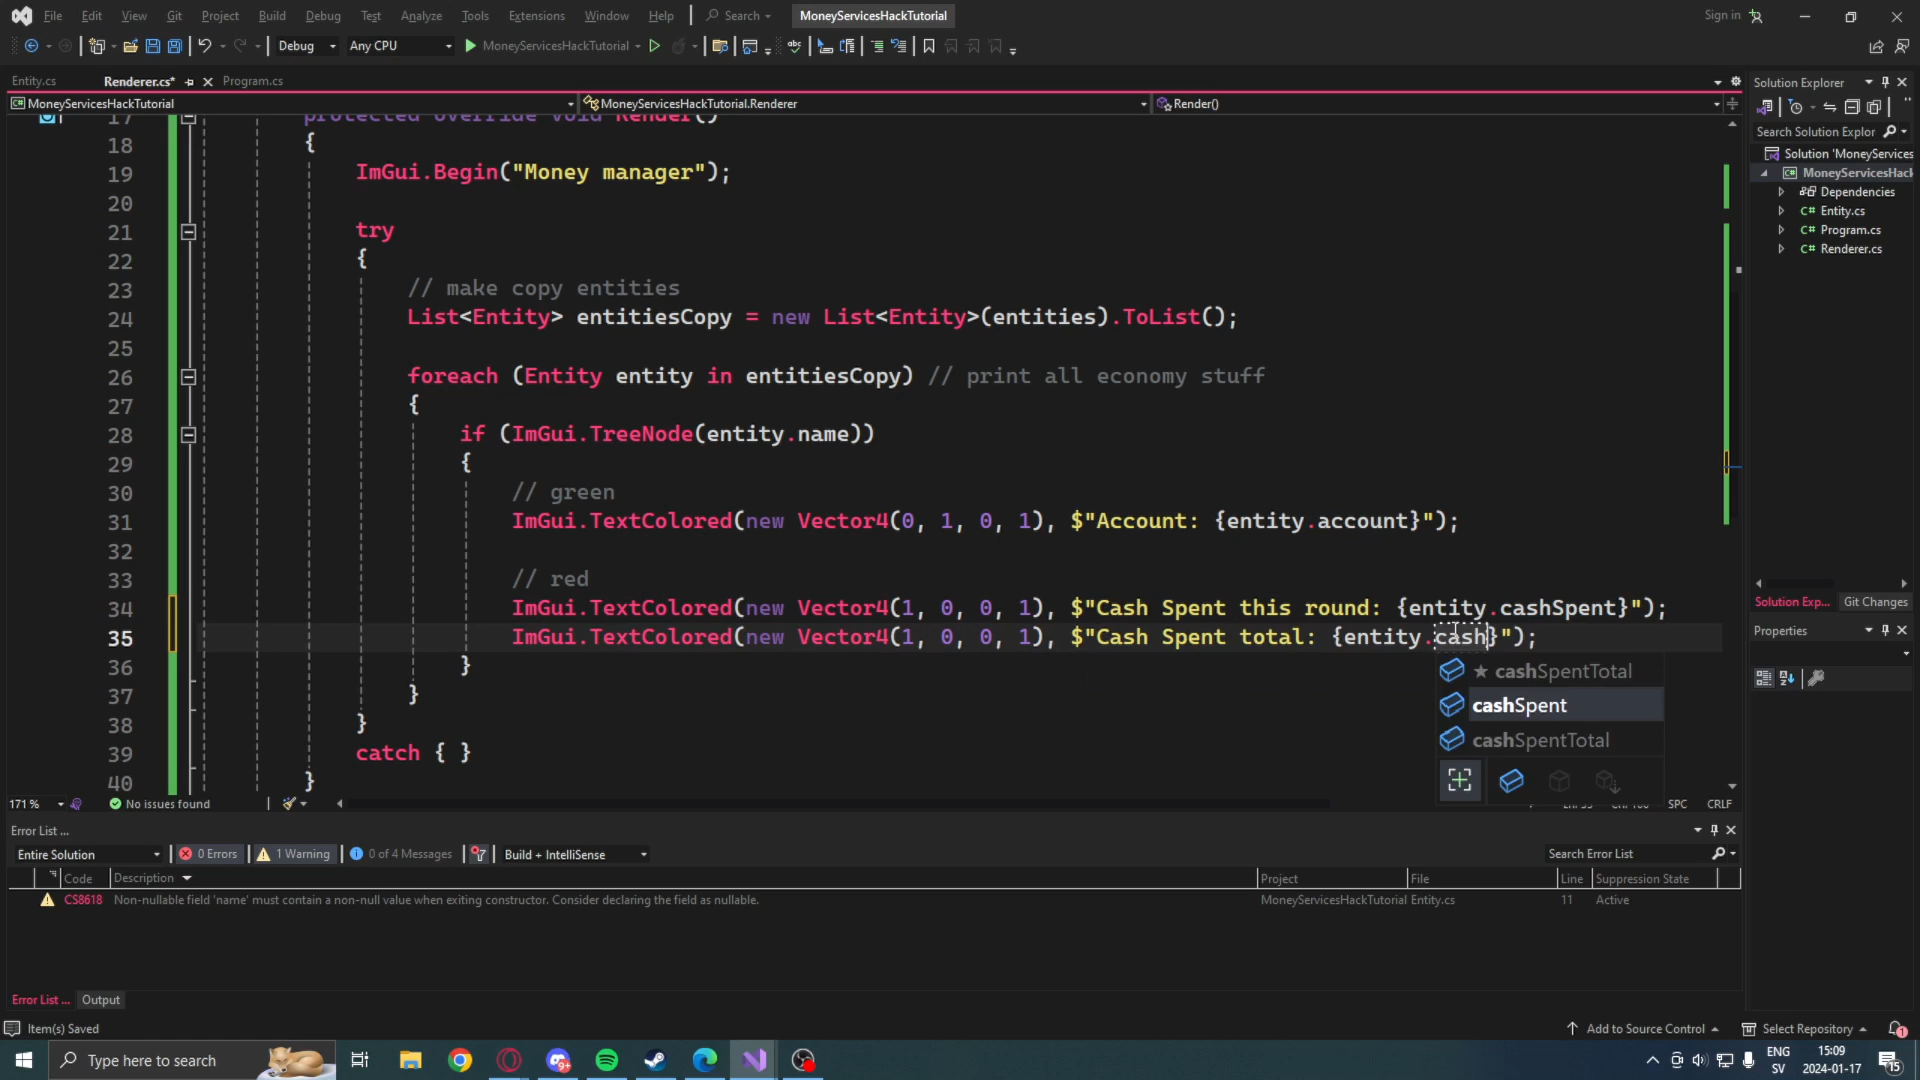 File Edit View Git Project Build Debug Test Analyze Tools Extensions Window Help Search MoneyServicesHackTutorial Sign in
Debug Any CPU MoneyServicesHackTutorial
Entity.cs Renderer.cs* Program.cs
MoneyServicesHackTutorial MoneyServicesHackTutorial.Renderer Render()
17 protected override void Render()
18 {
19 ImGui.Begin("Money manager");
20
21 try
22 {
23 // make copy entities
24 List<Entity> entitiesCopy = new List<Entity>(entities).ToList();
25
26 foreach (Entity entity in entitiesCopy) // print all economy stuff
27 {
28 if (ImGui.TreeNode(entity.name))
29 {
30 // green
31 ImGui.TextColored(new Vector4(0, 1, 0, 1), $"Account: {entity.account}");
32
33 // red
34 ImGui.TextColored(new Vector4(1, 0, 0, 1), $"Cash Spent this round: {entity.cashSpent}");
35 ImGui.TextColored(new Vector4(1, 0, 0, 1), $"Cash Spent total: {entity.cash}");
36 }
37 }
38 }
39 catch { }
40 }
★ cashSpentTotal
cashSpent
cashSpentTotal
171 % No issues found SPC CRLF
Solution Explorer
Search Solution Explor
Solution 'MoneyServices
MoneyServicesHack
Dependencies
Entity.cs
Program.cs
Renderer.cs
Solution Exp... Git Changes
Properties
Error List ...
Entire Solution 0 Errors 1 Warning 0 of 4 Messages Build + IntelliSense Search Error List
Code Description Project File Line Suppression State
CS8618 Non-nullable field 'name' must contain a non-null value when exiting constructor. Consider declaring the field as nullable. MoneyServicesHackTutorial Entity.cs 11 Active
Error List ... Output
Item(s) Saved Add to Source Control Select Repository 1
Type here to search 9+ ENG SV 15:09 2024-01-17 15